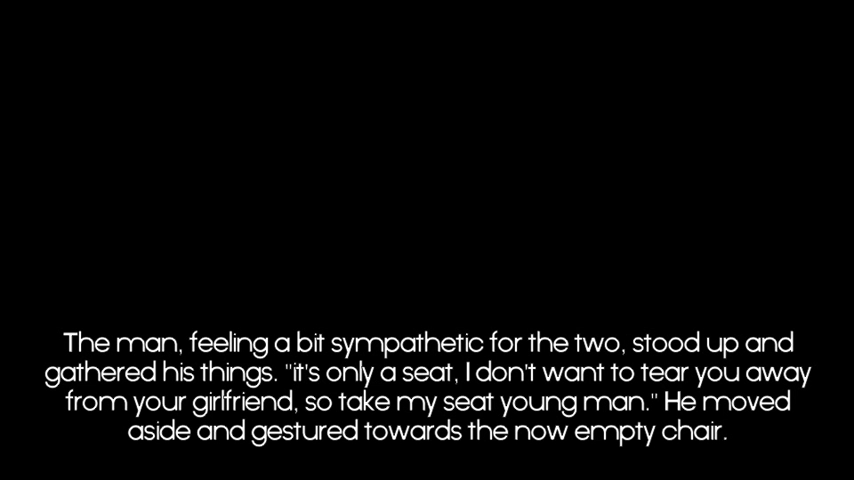 The man, feeling a bit sympathetic for the two, stood up and
gathered his things. "it's only a seat, I don't want to tear you away
from your girlfriend, so take my seat young man." He moved
aside and gestured towards the now empty chair.